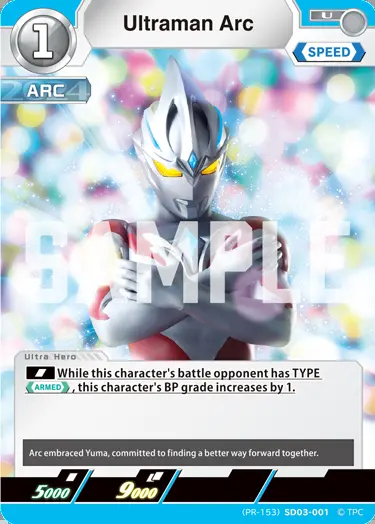 1
Ultraman Arc
U
SPEED
2024
ARC
SAMPLE
Ultra Hero
While this character's battle opponent has TYPE
ARMED, this character's BP grade increases by 1.
Arc embraced Yuma, committed to finding a better way forward together.
5000 9000
(PR-153) SD03-001 © TPC